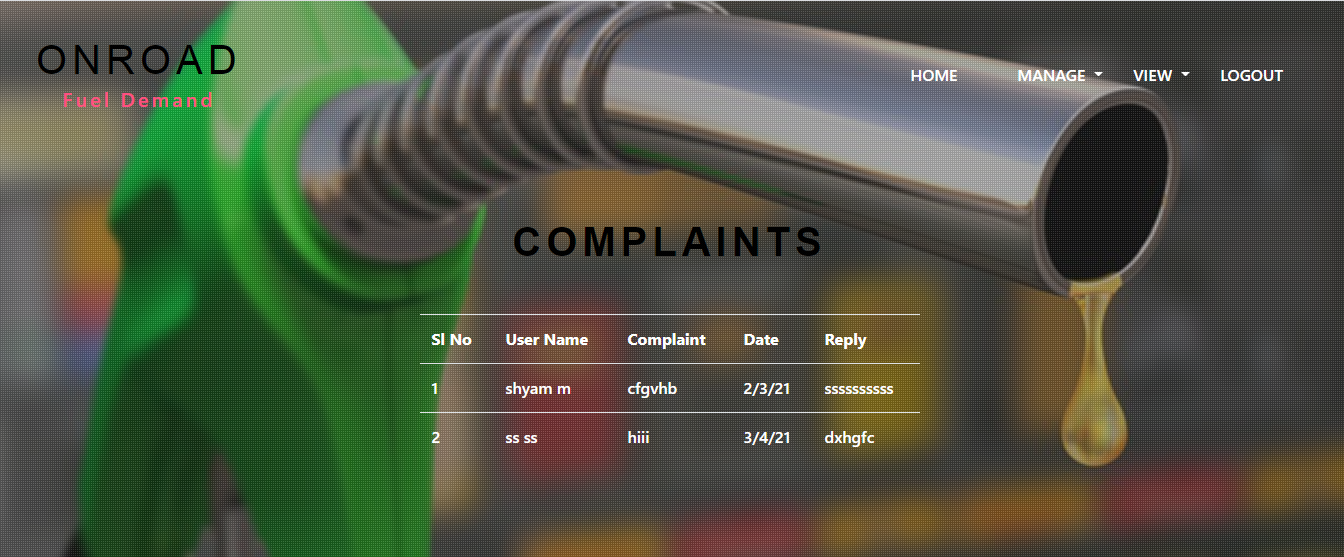 ONROAD
Fuel Demand
HOME MANAGE VIEW LOGOUT
COMPLAINTS
Sl No User Name Complaint Date Reply
1 shyam m cfgvhb 2/3/21 ssssssssss
2 ss ss hiii 3/4/21 dxhgfc